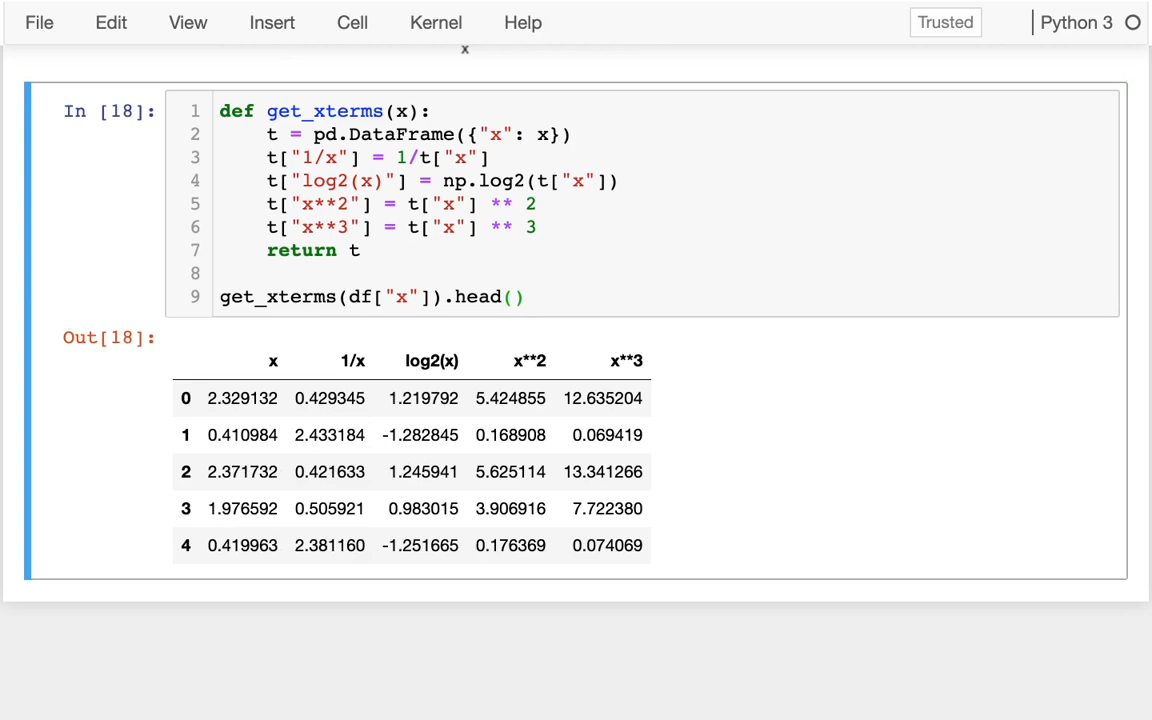 File Edit View Insert Cell Kernel Help Trusted Python 3
x
In [18]:
1 def get_xterms(x):
2 t = pd.DataFrame({"x": x})
3 t["1/x"] = 1/t["x"]
4 t["log2(x)"] = np.log2(t["x"])
5 t["x**2"] = t["x"] ** 2
6 t["x**3"] = t["x"] ** 3
7 return t
8
9 get_xterms(df["x"]).head()
Out[18]:
x 1/x log2(x) x**2 x**3
0 2.329132 0.429345 1.219792 5.424855 12.635204
1 0.410984 2.433184 -1.282845 0.168908 0.069419
2 2.371732 0.421633 1.245941 5.625114 13.341266
3 1.976592 0.505921 0.983015 3.906916 7.722380
4 0.419963 2.381160 -1.251665 0.176369 0.074069